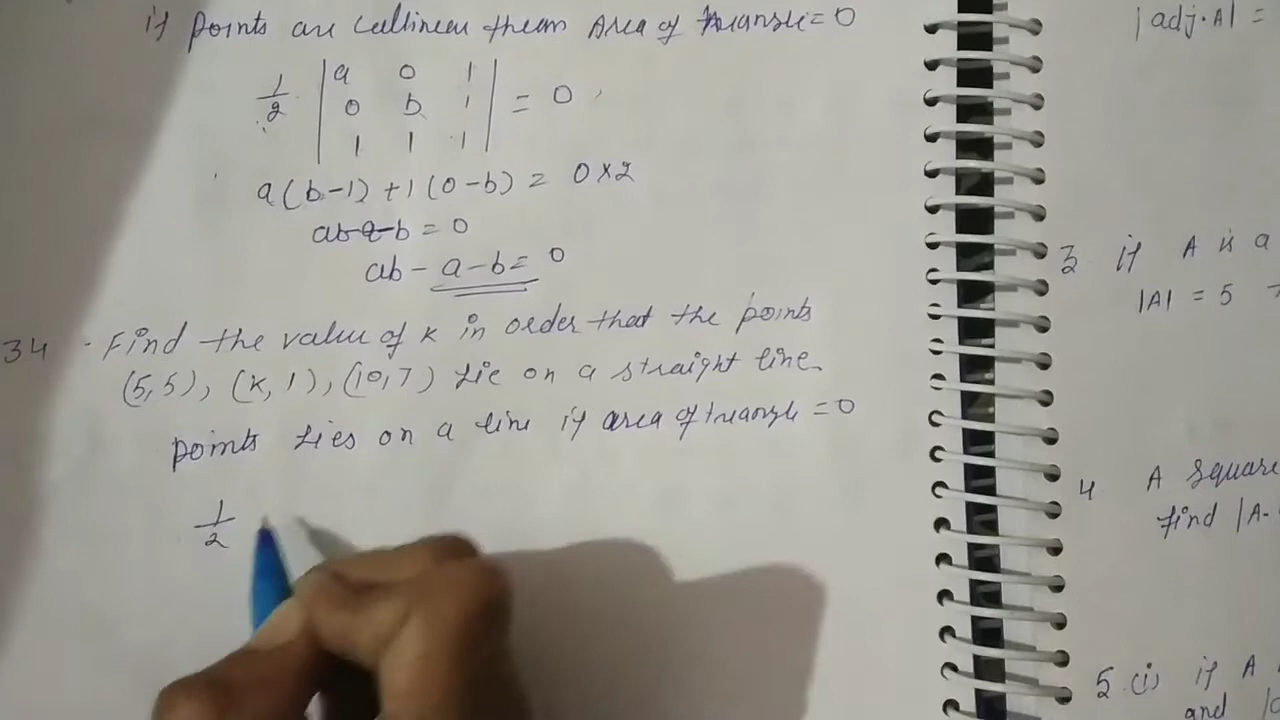 if points are collinear then Area of triangle = 0
1/2 | a 0 1 |
| 0 b 1 | = 0
| 1 1 1 |
a(b-1) + 1(0-b) = 0×2
ab-a-b = 0
ab - a - b = 0
34 . Find the value of k in order that the points
(5,5), (k,1), (10,7) lie on a straight line.
points lies on a line if area of triangle = 0
1/2
|adj.A| =
3 if A is a
|A| = 5
4 A square
find |A.
5.(i) if A
and